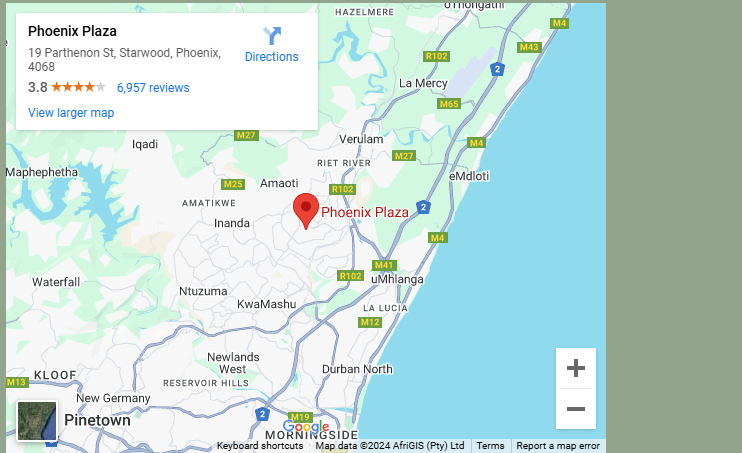 Phoenix Plaza
19 Parthenon St, Starwood, Phoenix,
4068
Directions
3.8
6,957 reviews
View larger map
HAZELMERE
oThongathi
M4
M43
R102
2
La Mercy
M65
M27
Verulam
M4
Iqadi
M27
RIET RIVER
Maphephetha
eMdloti
M25
Amaoti
R102
AMATIKWE
2
Phoenix Plaza
Inanda
M4
M41
R102
uMhlanga
Waterfall
Ntuzuma
KwaMashu
LA LUCIA
M12
Newlands
West
Durban North
KLOOF
M13
RESERVOIR HILLS
New Germany
2
M19
Pinetown
Google
MORNINGSIDE
Keyboard shortcuts
Map data ©2024 AfriGIS (Pty) Ltd
Terms
Report a map error